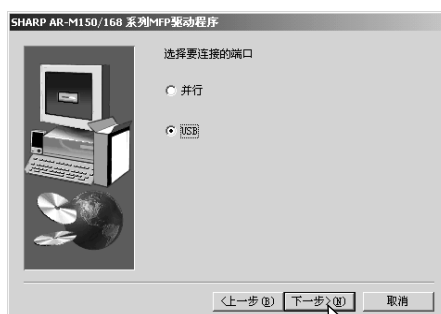 SHARP AR-M150/168 系列MFP驱动程序
选择要连接的端口
并行
USB
<上一步(B) 下一步>(N) 取消